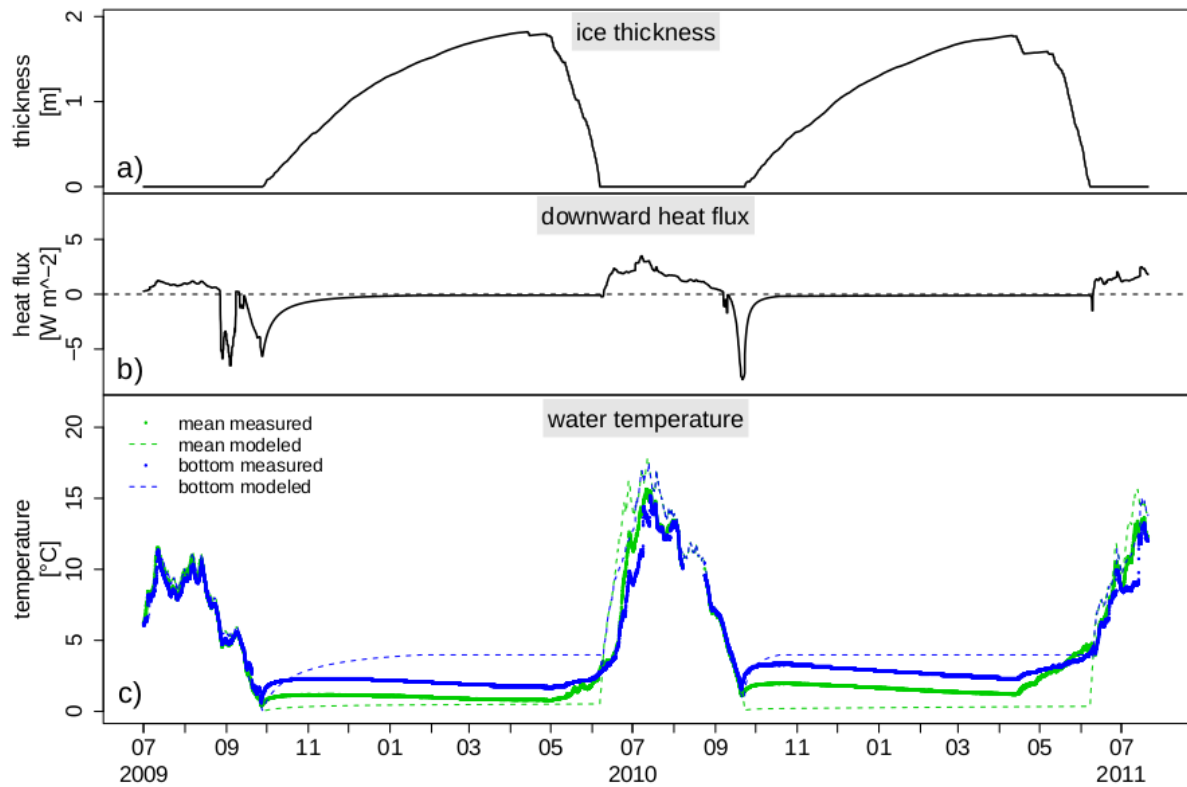 ice thickness
thickness
[m]
2
1
0
a)
downward heat flux
heat flux
[W m^−2]
5
0
−5
b)
water temperature
mean measured
mean modeled
bottom measured
bottom modeled
temperature
[°C]
20
15
10
5
0
c)
07 09 11 01 03 05 07 09 11 01 03 05 07
2009 2010 2011